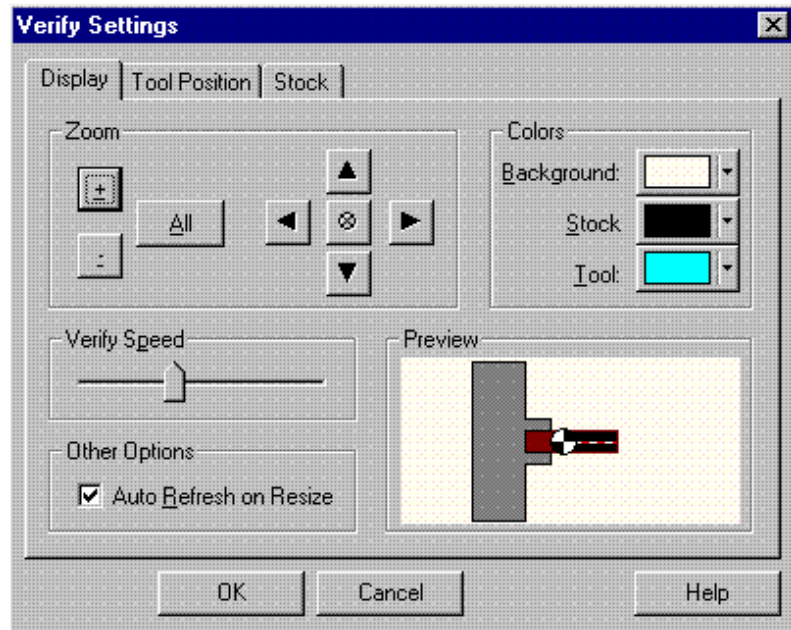 Verify Settings
Display Tool Position Stock
Zoom
+
-
All
Colors
Background:
Stock
Tool:
Verify Speed
Other Options
Auto Refresh on Resize
Preview
OK Cancel Help